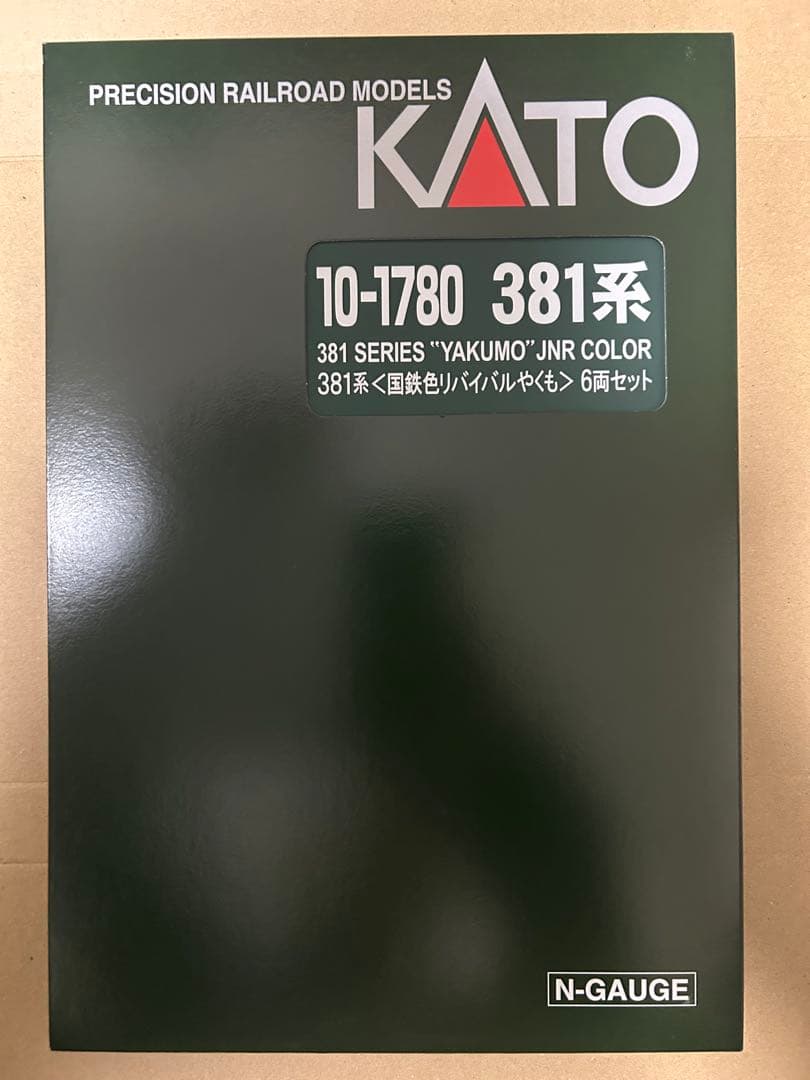 PRECISION RAILROAD MODELS
KATO
10-1780 381系
381 SERIES "YAKUMO" JNR COLOR
381系<国鉄色リバイバルやくも> 6両セット
N-GAUGE